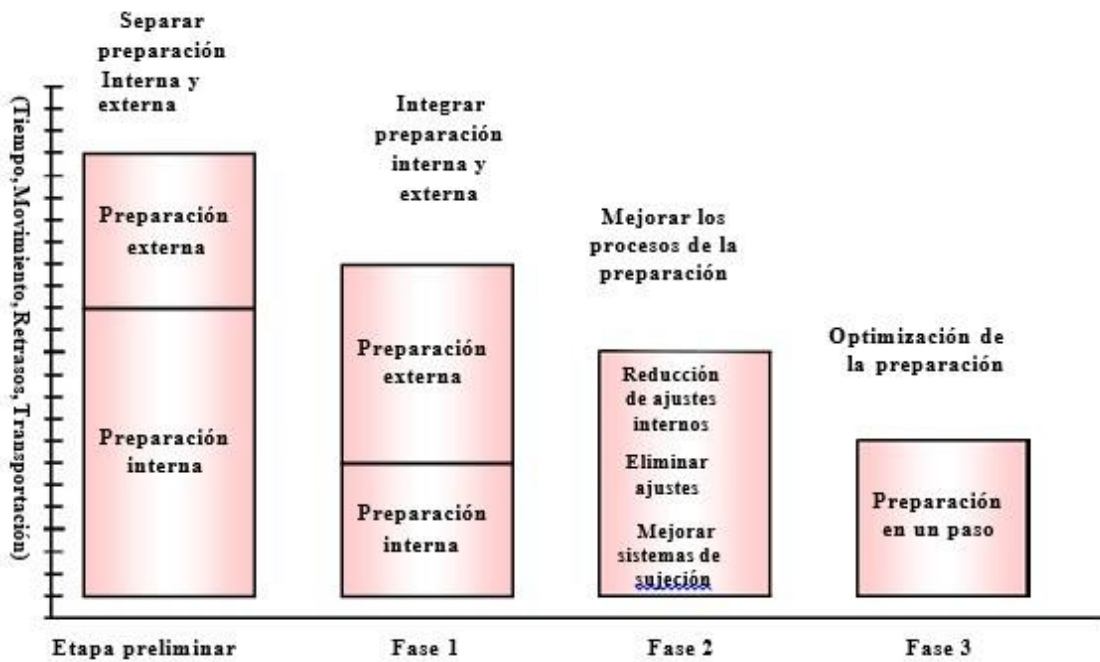 Separar
preparación
Interna y
externa
(Tiempo, Movimiento, Retrasos, Transportación)
Preparación
externa
Preparación
interna
Etapa preliminar
Integrar
preparación
interna y
externa
Preparación
externa
Preparación
interna
Fase 1
Mejorar los
procesos de la
preparación
Reducción
de ajustes
internos
Eliminar
ajustes
Mejorar
sistemas de
sujeción
Fase 2
Optimización de
la preparación
Preparación
en un paso
Fase 3